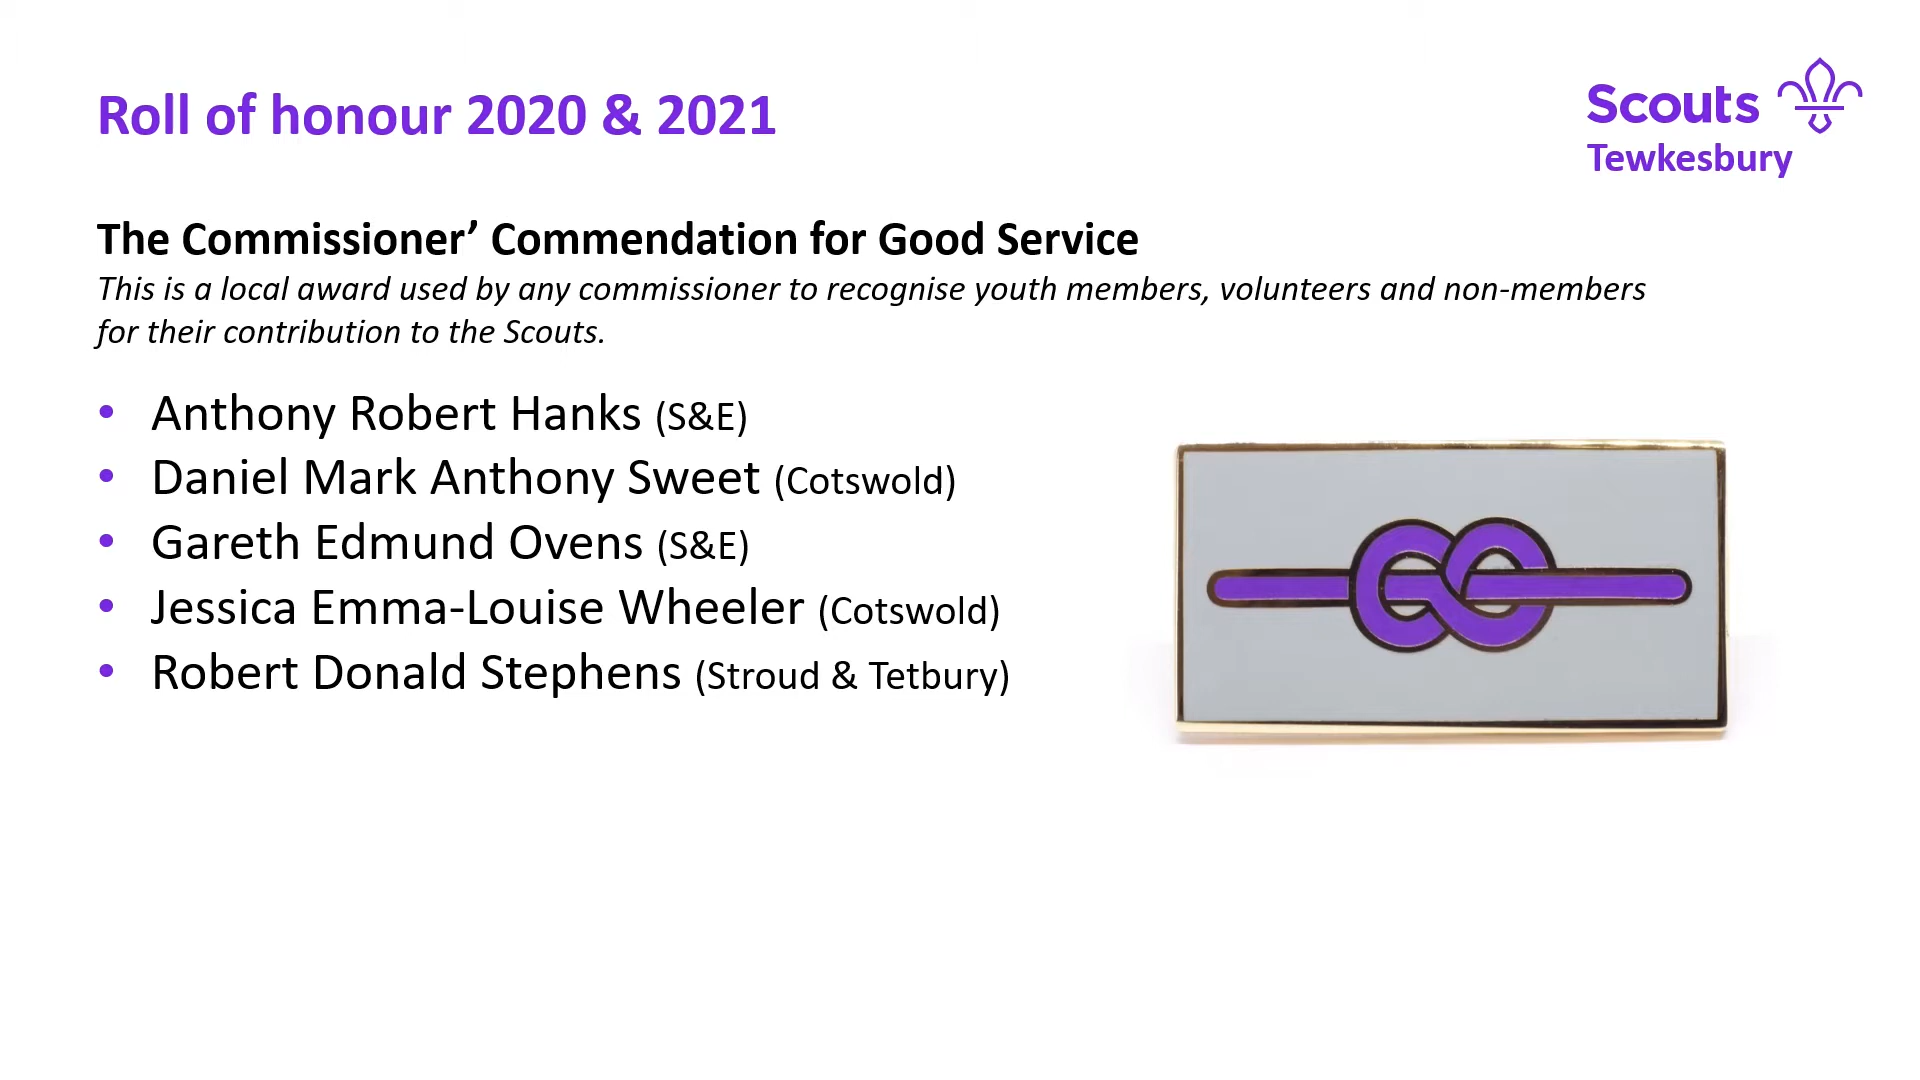 Roll of honour 2020 & 2021
Scouts
Tewkesbury
The Commissioner’ Commendation for Good Service
This is a local award used by any commissioner to recognise youth members, volunteers and non-members
for their contribution to the Scouts.
• Anthony Robert Hanks (S&E)
• Daniel Mark Anthony Sweet (Cotswold)
• Gareth Edmund Ovens (S&E)
• Jessica Emma-Louise Wheeler (Cotswold)
• Robert Donald Stephens (Stroud & Tetbury)